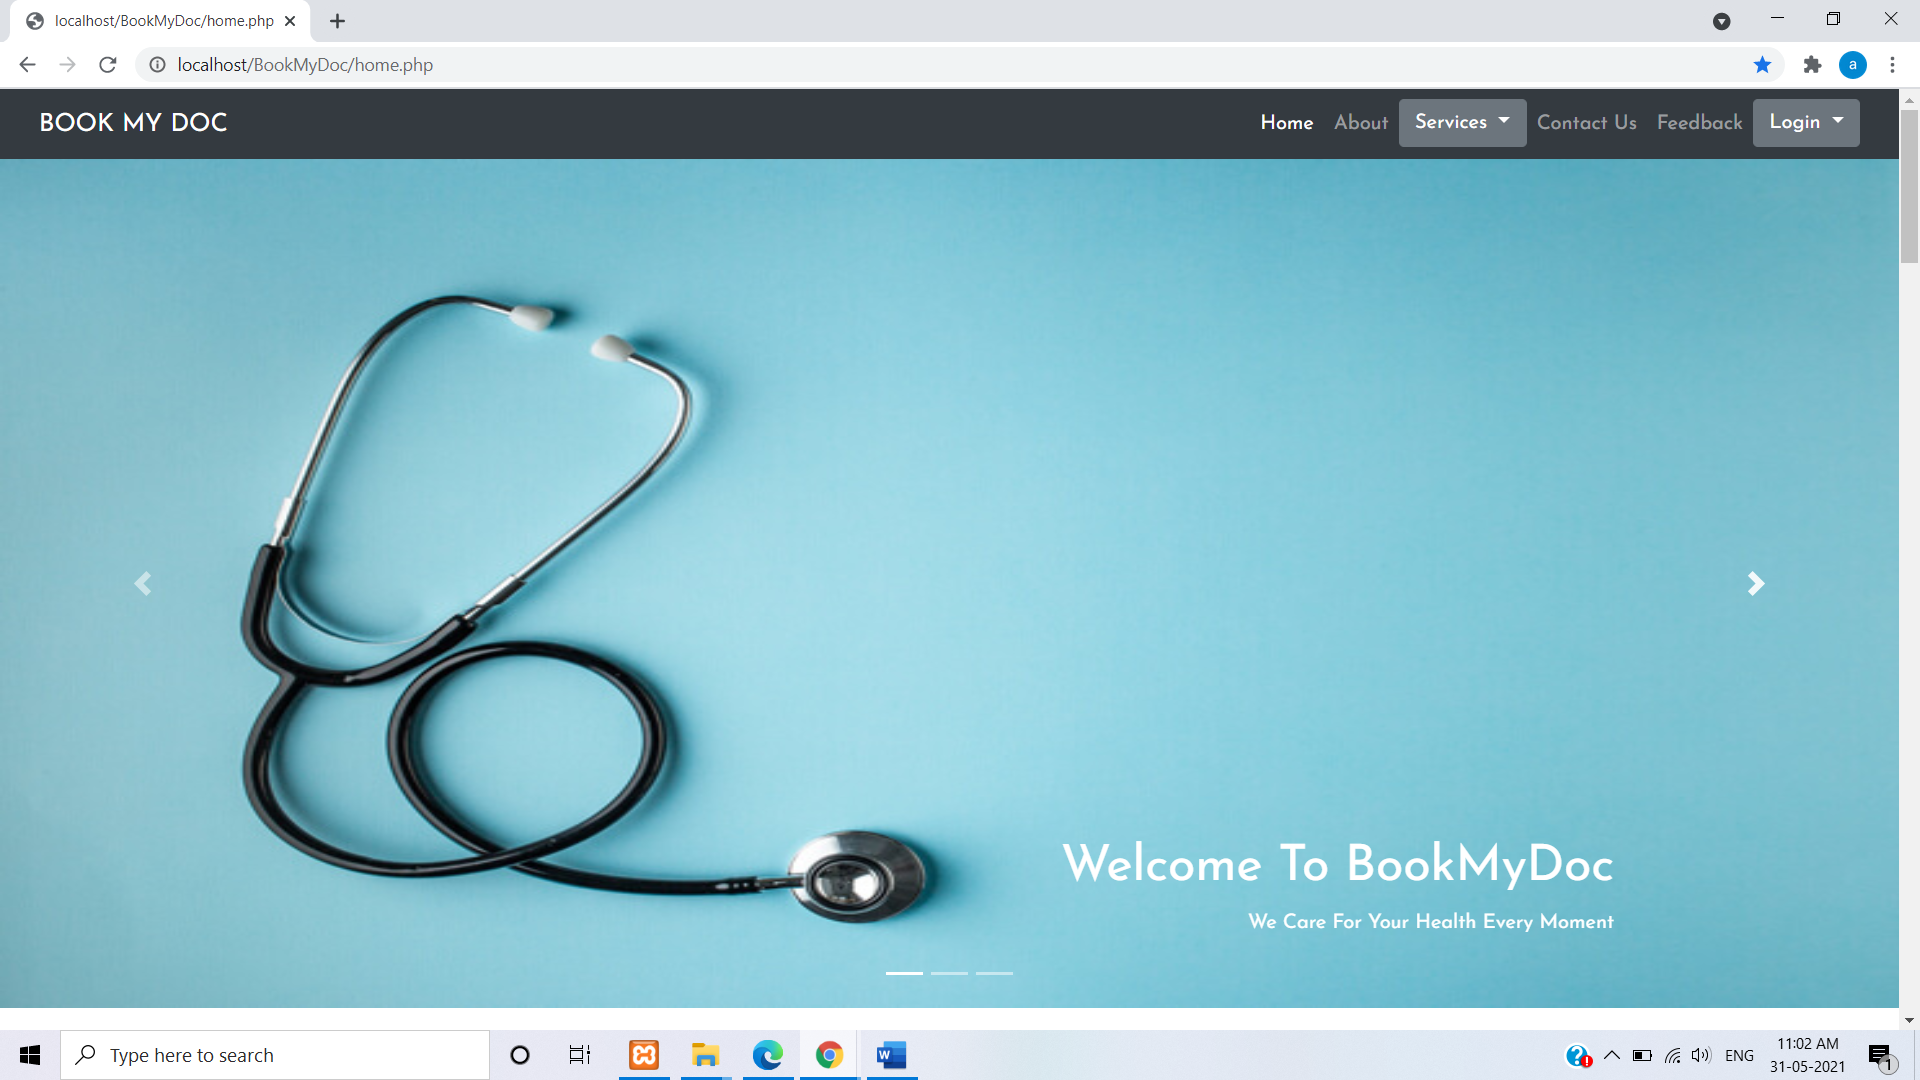 localhost/BookMyDoc/home.php
localhost/BookMyDoc/home.php
a
BOOK MY DOC
Home About Services Contact Us Feedback Login
Welcome To BookMyDoc
We Care For Your Health Every Moment
Type here to search
W
ENG
11:02 AM
31-05-2021
1